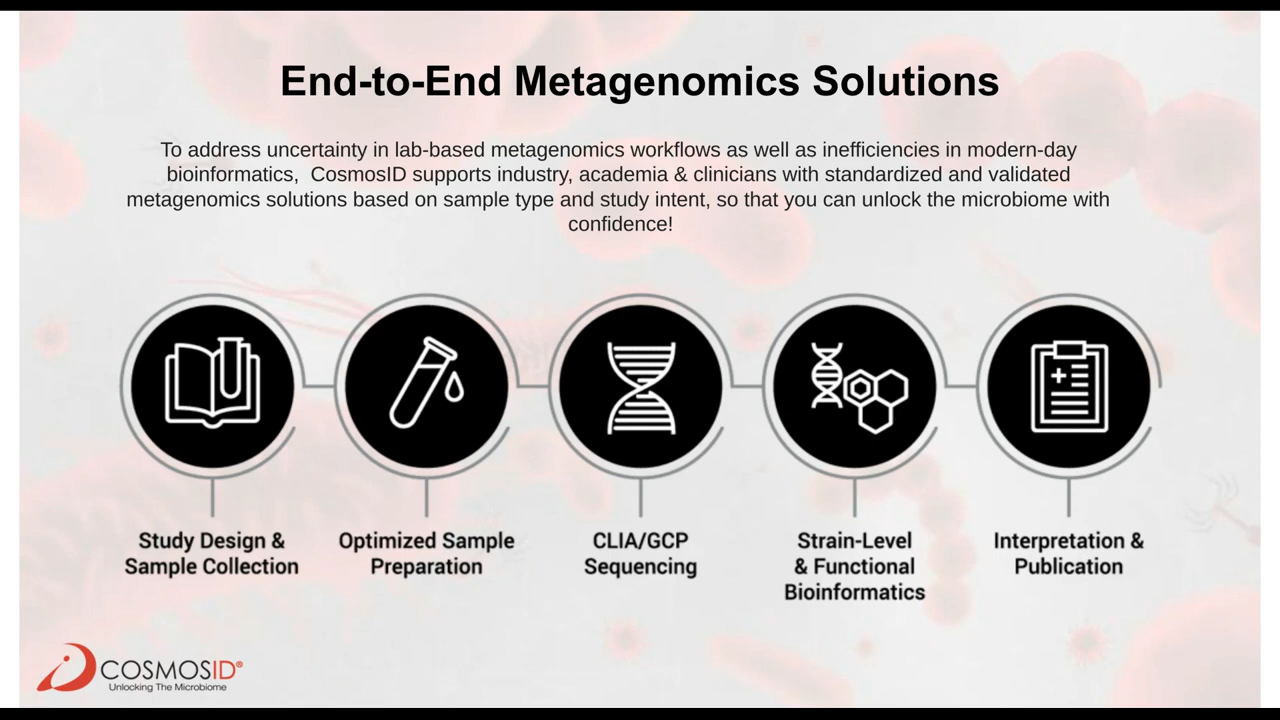 End-to-End Metagenomics Solutions
To address uncertainty in lab-based metagenomics workflows as well as inefficiencies in modern-day
bioinformatics,  CosmosID supports industry, academia & clinicians with standardized and validated
metagenomics solutions based on sample type and study intent, so that you can unlock the microbiome with
confidence!
Study Design &
Sample Collection
Optimized Sample
Preparation
CLIA/GCP
Sequencing
Strain-Level
& Functional
Bioinformatics
Interpretation &
Publication
COSMOSID®
Unlocking The Microbiome